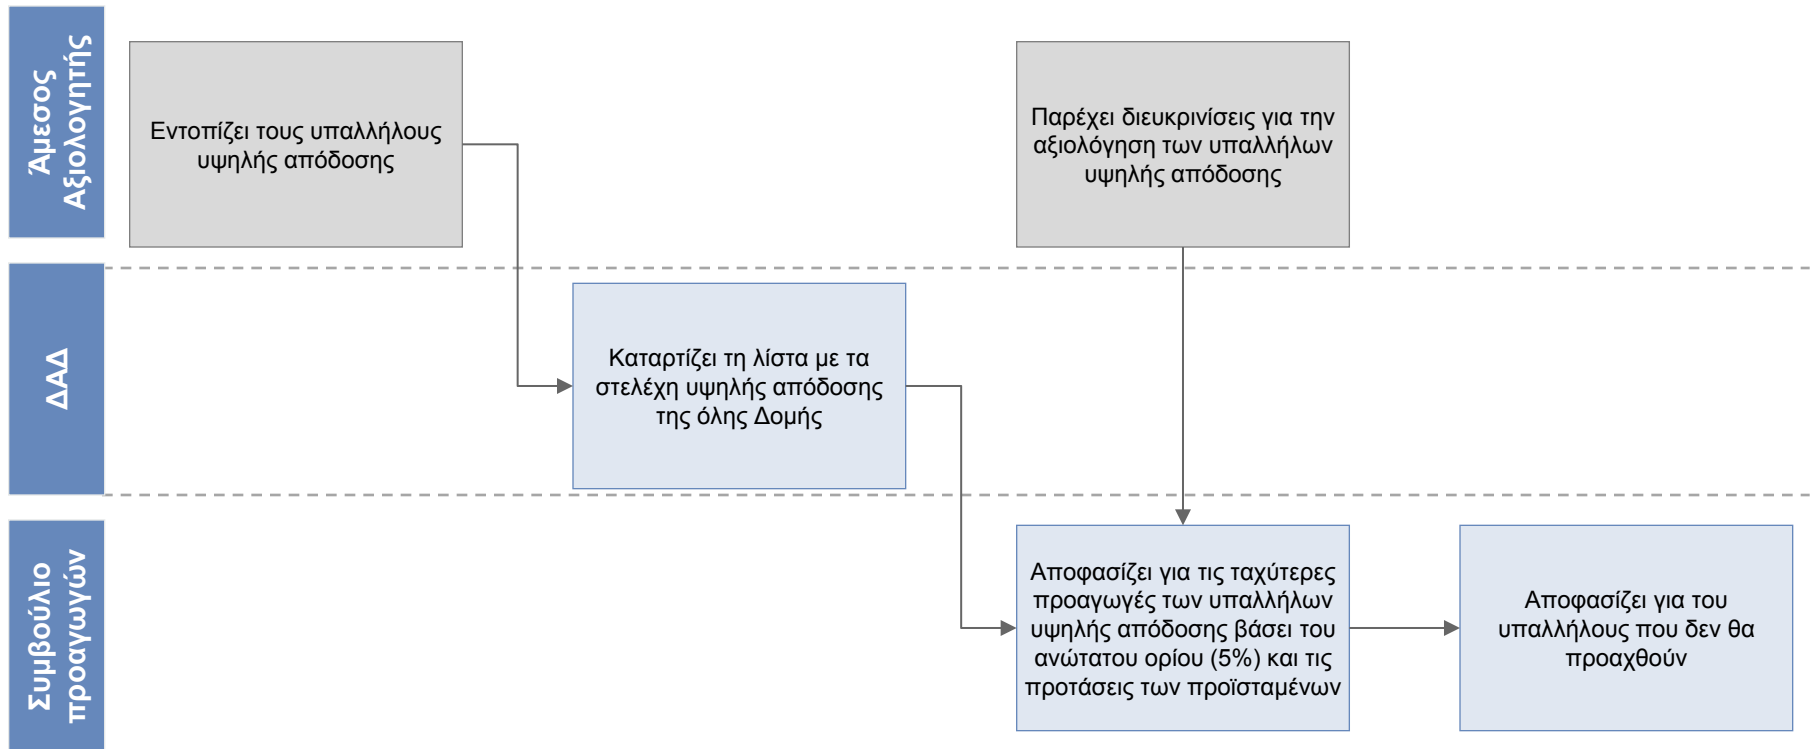 Άμεσος
Αξιολογητής
Εντοπίζει τους υπαλλήλους
υψηλής απόδοσης
Παρέχει διευκρινίσεις για την
αξιολόγηση των υπαλλήλων
υψηλής απόδοσης
ΔΑΔ
Καταρτίζει τη λίστα με τα
στελέχη υψηλής απόδοσης
της όλης Δομής
Συμβούλιο
προαγωγών
Αποφασίζει για τις ταχύτερες
προαγωγές των υπαλλήλων
υψηλής απόδοσης βάσει του
ανώτατου ορίου (5%) και τις
προτάσεις των προϊσταμένων
Αποφασίζει για του
υπαλλήλους που δεν θα
προαχθούν